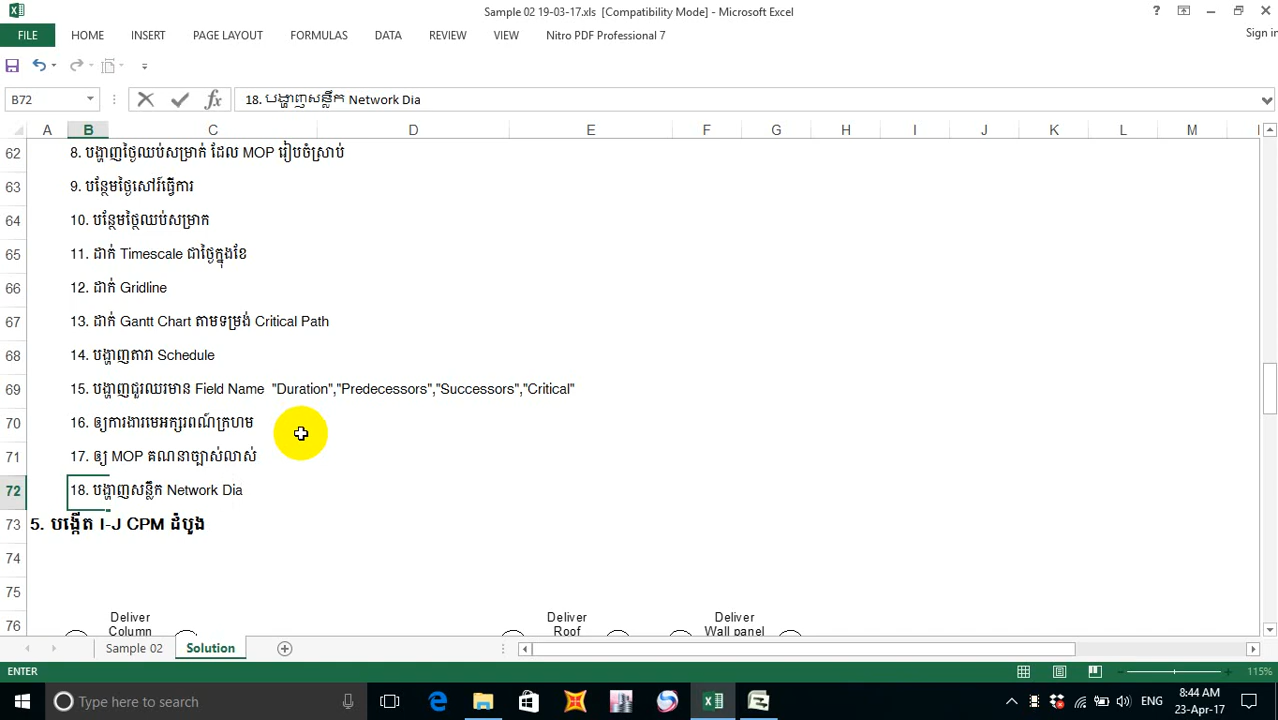 Sample 02 19-03-17.xls [Compatibility Mode] - Microsoft Excel
FILE HOME INSERT PAGE LAYOUT FORMULAS DATA REVIEW VIEW Nitro PDF Professional 7 Sign in
B72 18. បង្ហាញសន្លឹក Network Dia
A B C D E F G H I J K L M
62 8. បង្ហាញថ្ងៃឈប់សម្រាក់ ដែល MOP រៀបចំស្រាប់
63 9. បន្ថែមថ្ងៃសៅរ៍ធ្វើការ
64 10. បន្ថែមថ្ងៃឈប់សម្រាក
65 11. ដាក់ Timescale ជាថ្ងៃក្នុងខែ
66 12. ដាក់ Gridline
67 13. ដាក់ Gantt Chart តាមទម្រង់ Critical Path
68 14. បង្ហាញតារា Schedule
69 15. បង្ហាញជួរឈរមាន Field Name "Duration","Predecessors","Successors","Critical"
70 16. ឲ្យការងារមេអក្សរពណ៍ក្រហម
71 17. ឲ្យ MOP គណនាច្បាស់លាស់
72 18. បង្ហាញសន្លឹក Network Dia
73 5. បង្កើត I-J CPM ដំបូង
74
75
76 Deliver Column Deliver Roof Deliver Wall panel
Sample 02 Solution
ENTER 115%
Type here to search ENG 8:44 AM
23-Apr-17